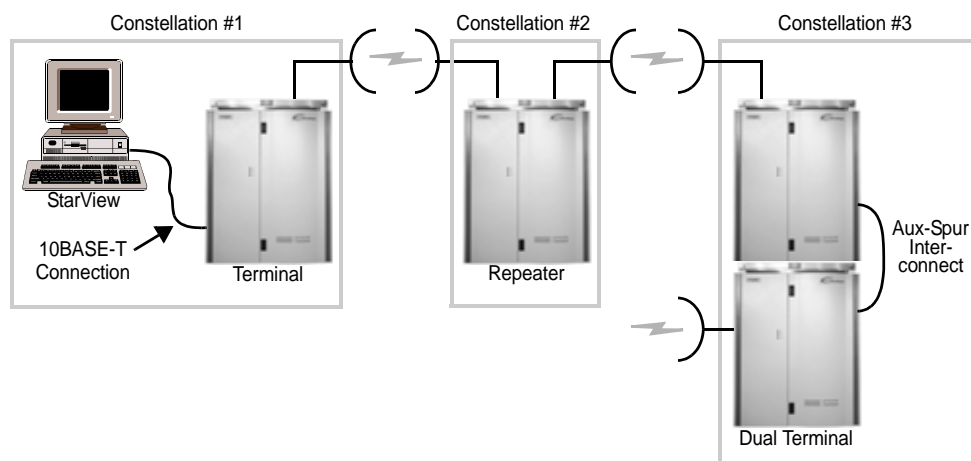 Constellation #1
Constellation #2
Constellation #3
StarView
10BASE-T
Connection
Terminal
Repeater
Aux-Spur
Inter-
connect
Dual Terminal